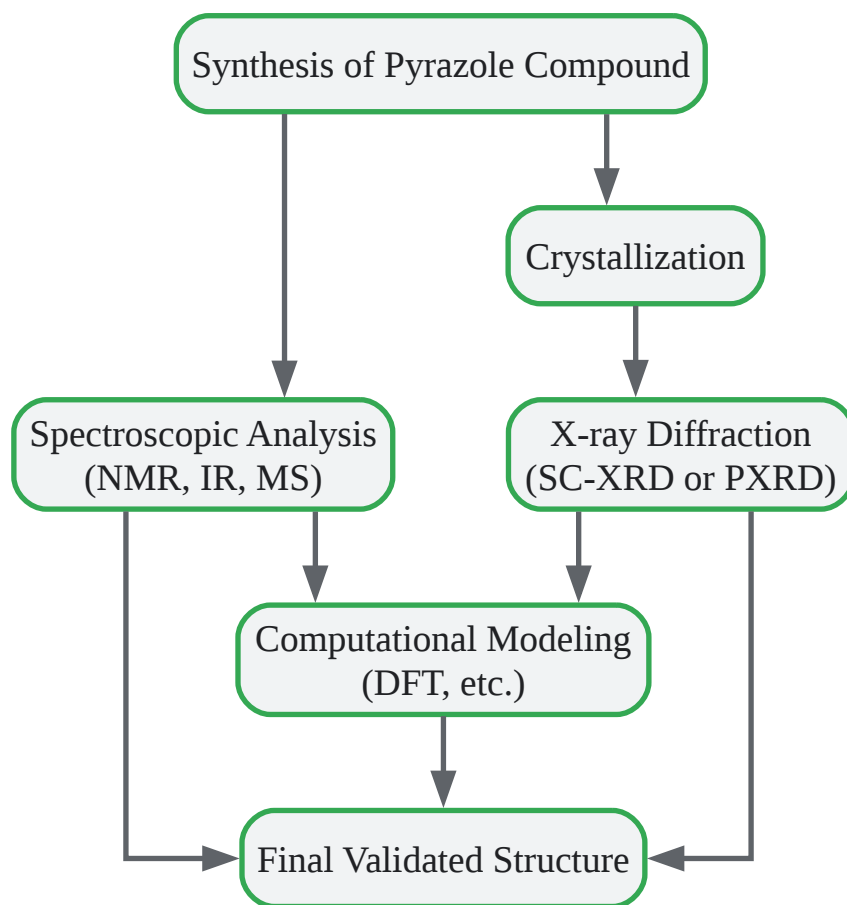 Synthesis of Pyrazole Compound
Crystallization
Spectroscopic Analysis
(NMR, IR, MS)
X-ray Diffraction
(SC-XRD or PXRD)
Computational Modeling
(DFT, etc.)
Final Validated Structure